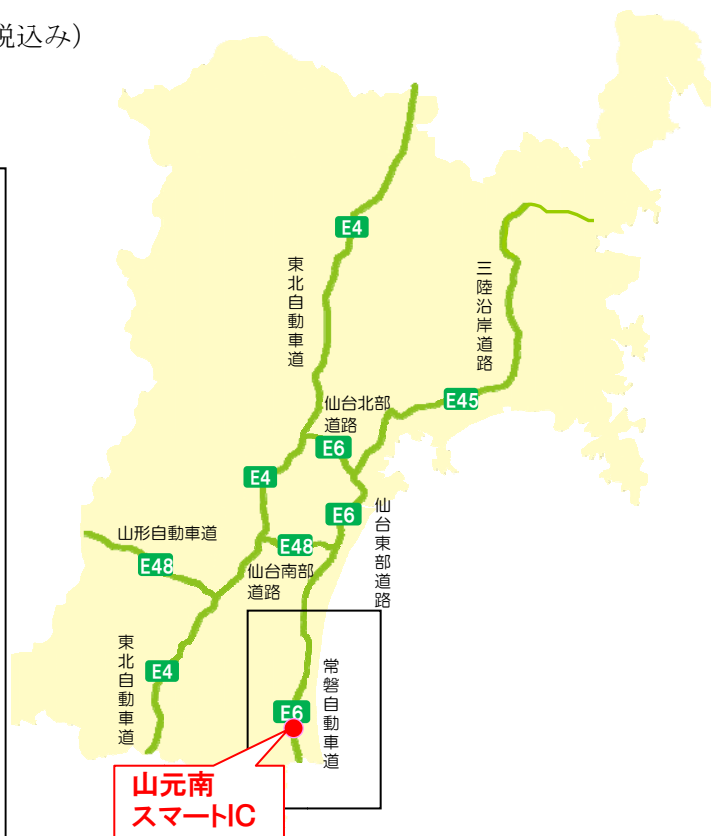 税込み）
E4
東北自動車道
三陸沿岸道路
仙台北部
道路
E45
E6
E4
E6
仙台東部道路
山形自動車道
E48
E48
仙台南部
道路
東北自動車道
E4
常磐自動車道
E6
山元南
スマートIC